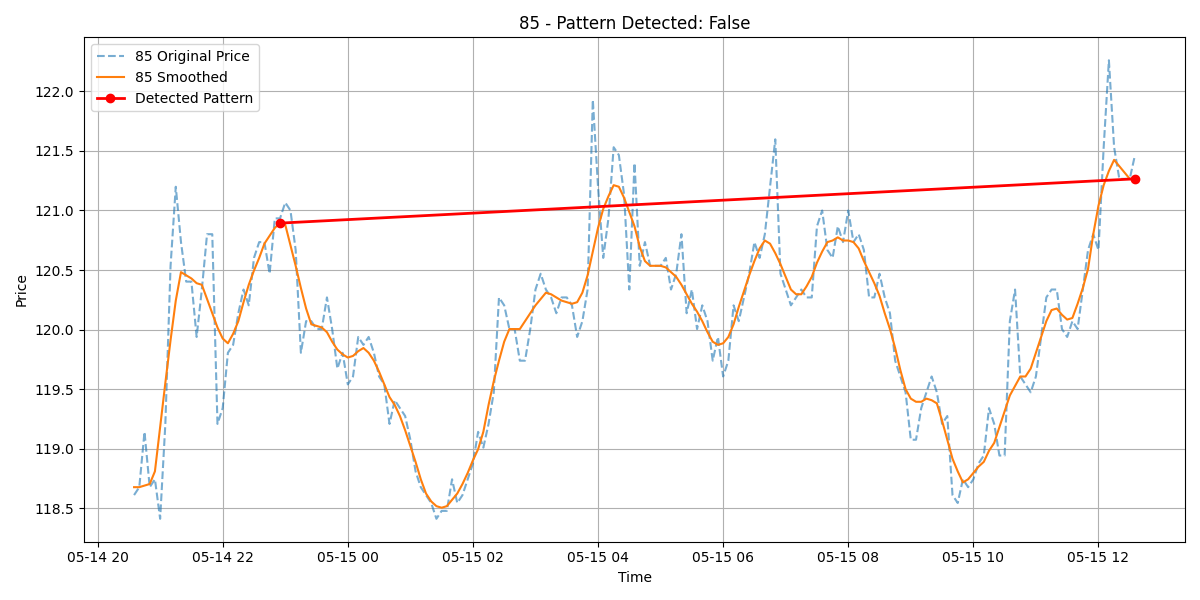 85 - Pattern Detected: False
85 Original Price
85 Smoothed
Detected Pattern
Price
122.0
121.5
121.0
120.5
120.0
119.5
119.0
118.5
05-14 20 05-14 22 05-15 00 05-15 02 05-15 04 05-15 06 05-15 08 05-15 10 05-15 12
Time